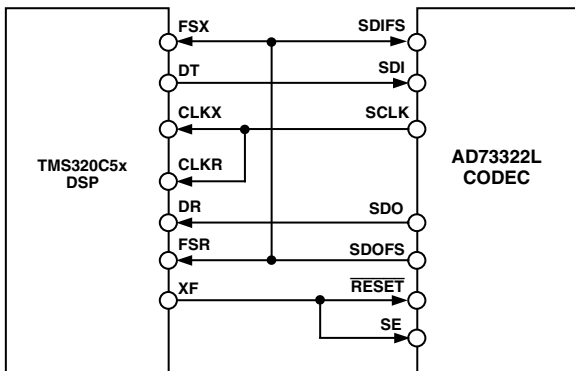 FSX SDIFS
DT SDI
CLKX SCLK
TMS320C5x
DSP
CLKR
AD73322L
CODEC
DR SDO
FSR SDOFS
XF RESET
SE